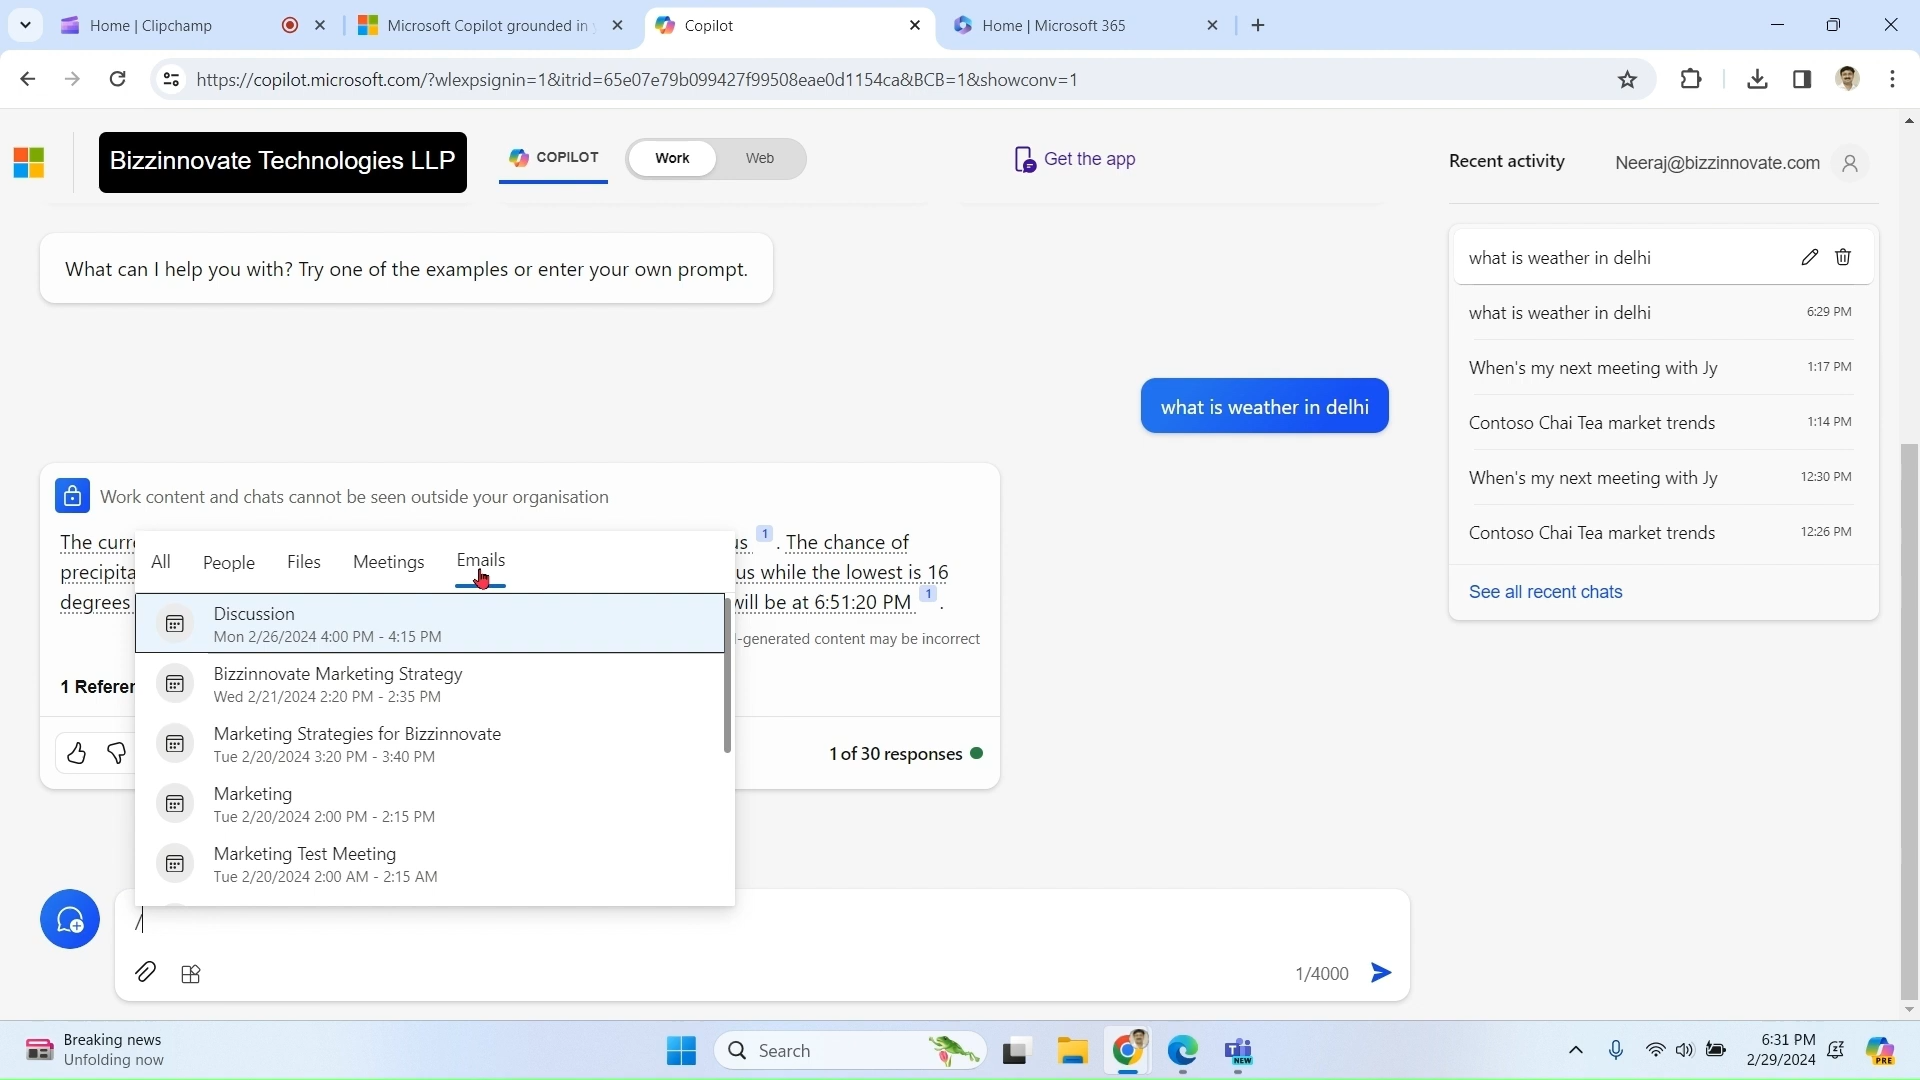 Home | Clipchamp
Microsoft Copilot grounded in
Copilot
Home | Microsoft 365
https://copilot.microsoft.com/?wlexpsignin=1&itrid=65e07e79b099427f99508eae0d1154ca&BCB=1&showconv=1
Bizzinnovate Technologies LLP
COPILOT
Work
Web
Get the app
Recent activity
Neeraj@bizzinnovate.com
What can I help you with? Try one of the examples or enter your own prompt.
what is weather in delhi
what is weather in delhi 6:29 PM
When's my next meeting with Jy 1:17 PM
Contoso Chai Tea market trends 1:14 PM
When's my next meeting with Jy 12:30 PM
Contoso Chai Tea market trends 12:26 PM
See all recent chats
what is weather in delhi
Work content and chats cannot be seen outside your organisation
The curr us 1 . The chance of
precipita us while the lowest is 16
degrees will be at 6:51:20 PM 1 .
-generated content may be incorrect
1 Referer
1 of 30 responses
All
People
Files
Meetings
Emails
Discussion
Mon 2/26/2024 4:00 PM - 4:15 PM
Bizzinnovate Marketing Strategy
Wed 2/21/2024 2:20 PM - 2:35 PM
Marketing Strategies for Bizzinnovate
Tue 2/20/2024 3:20 PM - 3:40 PM
Marketing
Tue 2/20/2024 2:00 PM - 2:15 PM
Marketing Test Meeting
Tue 2/20/2024 2:00 AM - 2:15 AM
/
1/4000
Breaking news
Unfolding now
Search
NEW
6:31 PM
2/29/2024
PRE